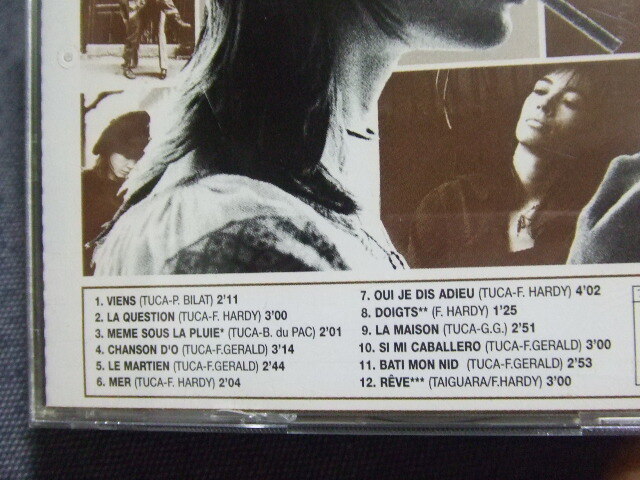 1. VIENS (TUCA-P. BILAT) 2'11
2. LA QUESTION (TUCA-F. HARDY) 3'00
3. MEME SOUS LA PLUIE* (TUCA-B. du PAC) 2'01
4. CHANSON D'O (TUCA-F.GERALD) 3'14
5. LE MARTIEN (TUCA-F.GERALD) 2'44
6. MER (TUCA-F. HARDY) 2'04
7. OUI JE DIS ADIEU (TUCA-F. HARDY) 4'02
8. DOIGTS** (F. HARDY) 1'25
9. LA MAISON (TUCA-G.G.) 2'51
10. SI MI CABALLERO (TUCA-F.GERALD) 3'00
11. BATI MON NID (TUCA-F.GERALD) 2'53
12. RÊVE*** (TAIGUARA/F.HARDY) 3'00